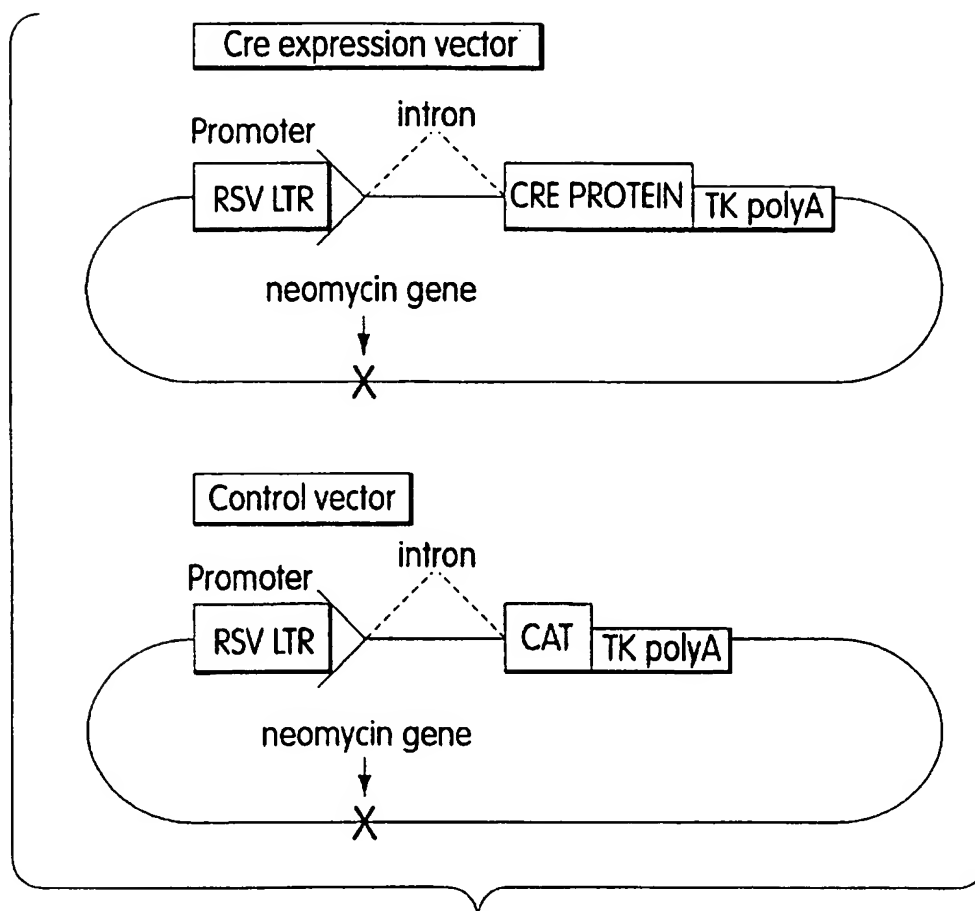 Cre expression vector
intron
Promoter
RSV LTR
CRE PROTEIN
TK polyA
neomycin gene
X
Control vector
intron
Promoter
RSV LTR
CAT
TK polyA
neomycin gene
X